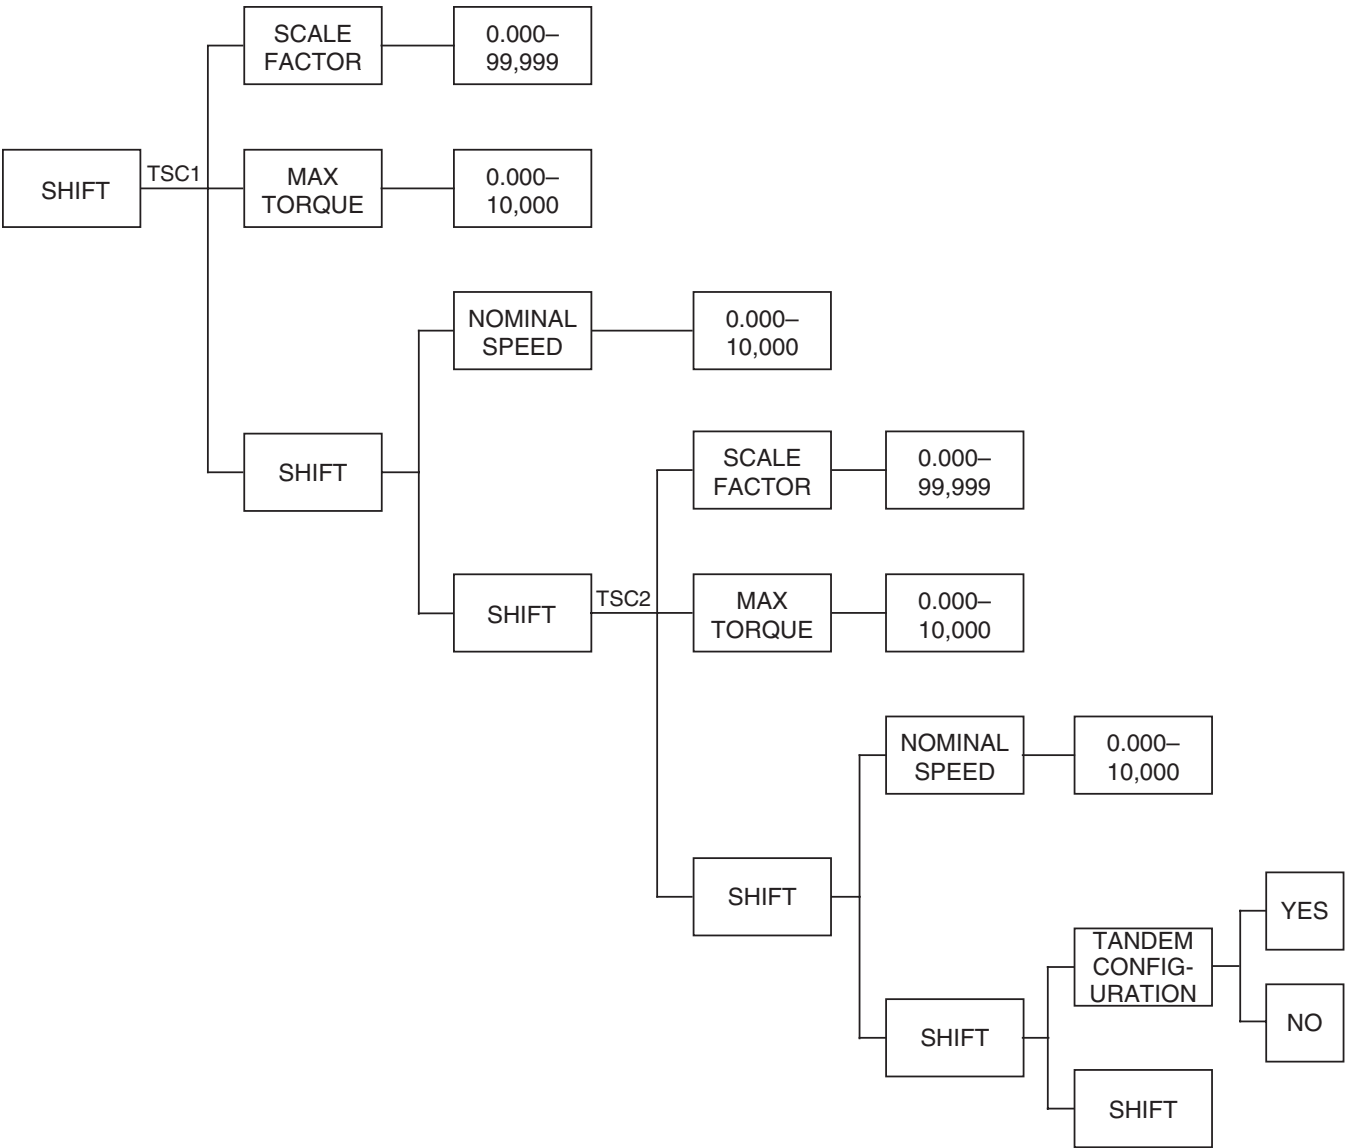 SCALE
FACTOR
0.000–
99,999
SHIFT
TSC1
MAX
TORQUE
0.000–
10,000
NOMINAL
SPEED
0.000–
10,000
SHIFT
SCALE
FACTOR
0.000–
99,999
SHIFT
TSC2
MAX
TORQUE
0.000–
10,000
NOMINAL
SPEED
0.000–
10,000
SHIFT
YES
TANDEM
CONFIG-
URATION
NO
SHIFT
SHIFT